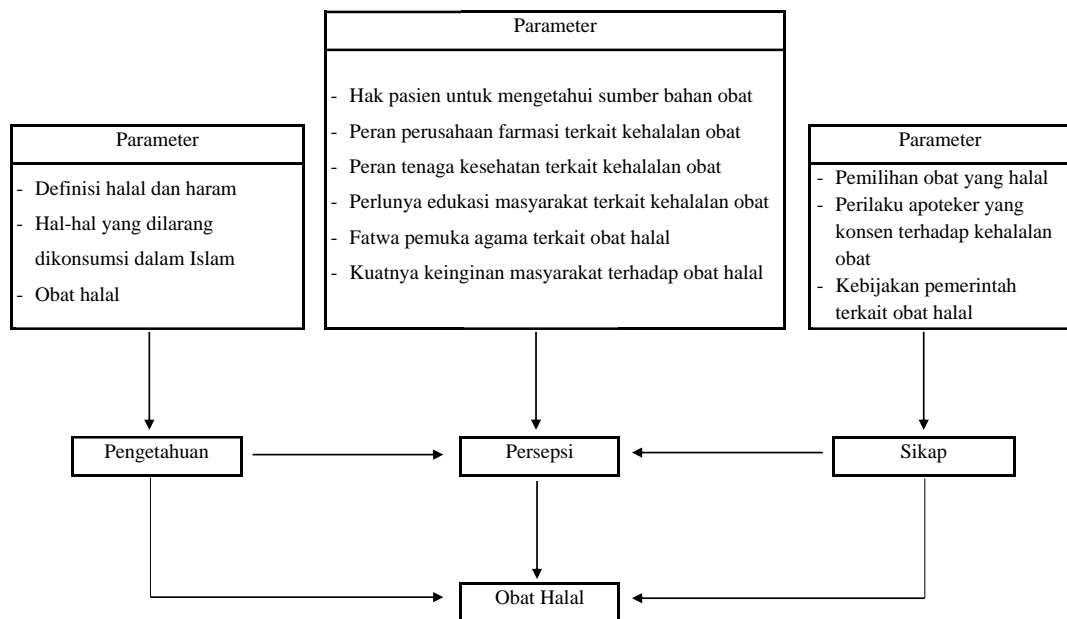 Parameter
- Definisi halal dan haram
- Hal-hal yang dilarang
dikonsumsi dalam Islam
- Obat halal
Parameter
- Hak pasien untuk mengetahui sumber bahan obat
- Peran perusahaan farmasi terkait kehalalan obat
- Peran tenaga kesehatan terkait kehalalan obat
- Perlunya edukasi masyarakat terkait kehalalan obat
- Fatwa pemuka agama terkait obat halal
- Kuatnya keinginan masyarakat terhadap obat halal
Parameter
- Pemilihan obat yang halal
- Perilaku apoteker yang
konsen terhadap kehalalan
obat
- Kebijakan pemerintah
terkait obat halal
Pengetahuan
Persepsi
Sikap
Obat Halal